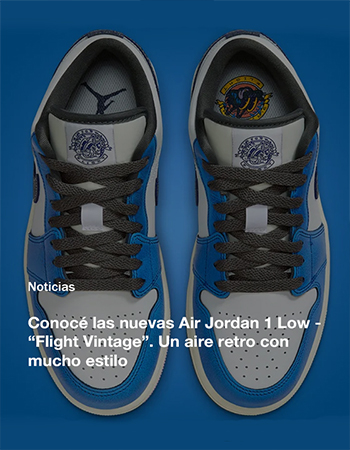 Noticias
Conocé las nuevas Air Jordan 1 Low -
“Flight Vintage”. Un aire retro con
mucho estilo